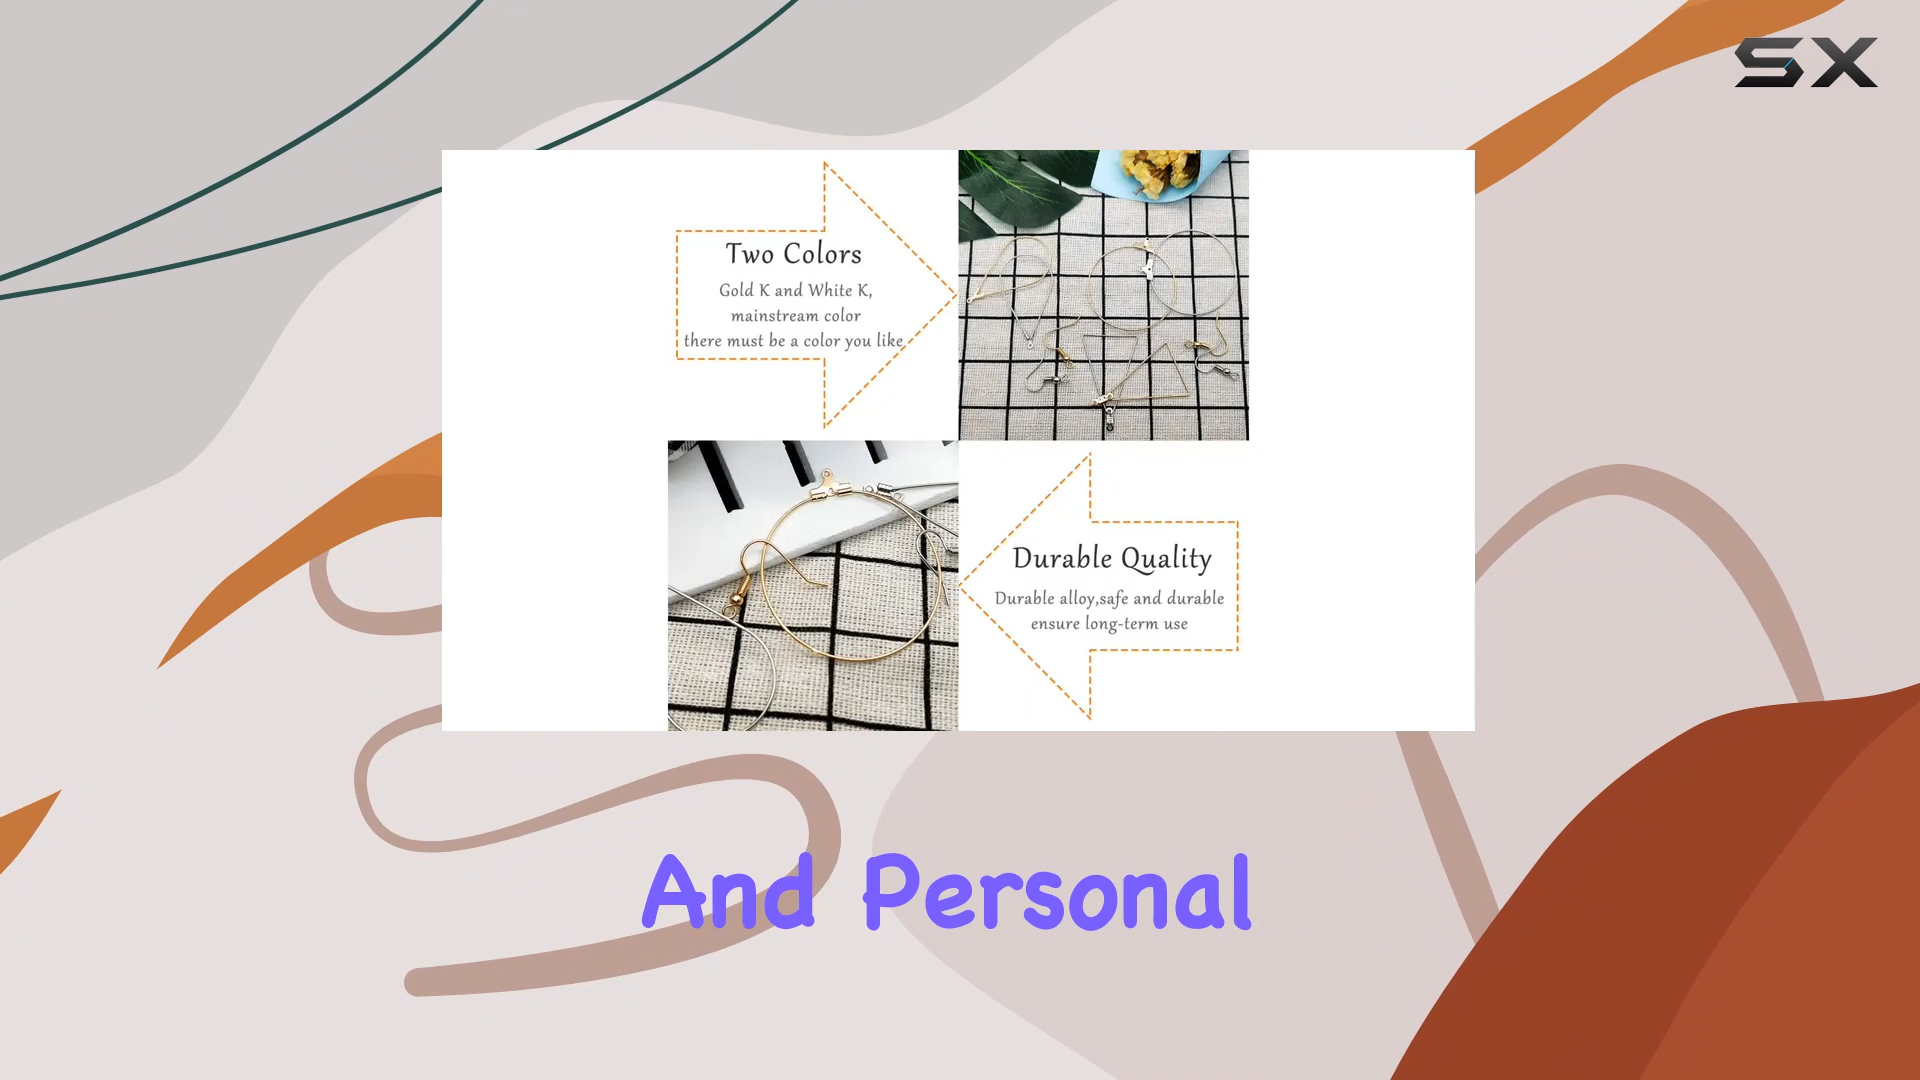 SX
Two Colors
Gold K and White K,
mainstream color
there must be a color you like
Durable Quality
Durable alloy,safe and durable
ensure long-term use
And Personal